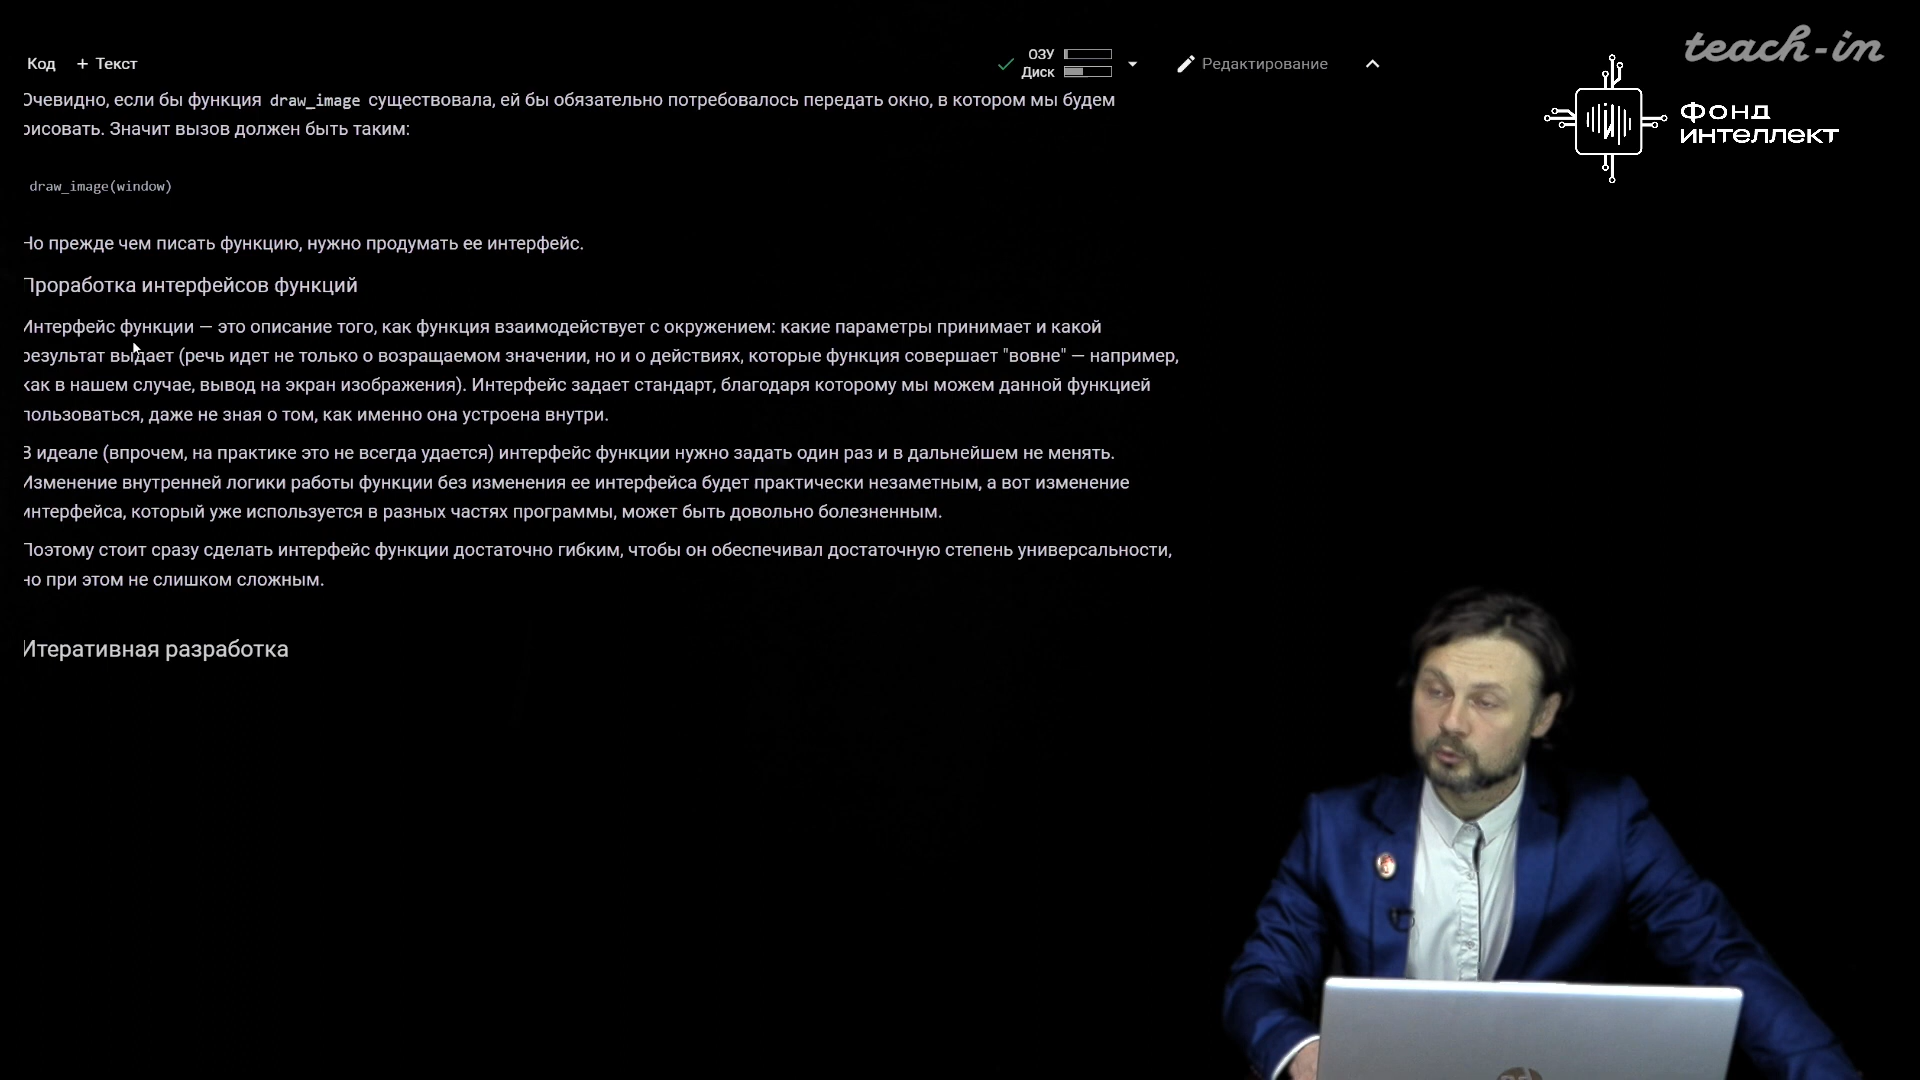 teach-in
Код + Текст
ОЗУ
Диск
Редактирование
ФОНД
ИНТЕЛЛЕКТ
Очевидно, если бы функция draw_image существовала, ей бы обязательно потребовалось передать окно, в котором мы будем
рисовать. Значит вызов должен быть таким:
draw_image(window)
Но прежде чем писать функцию, нужно продумать ее интерфейс.
Проработка интерфейсов функций
Интерфейс функции — это описание того, как функция взаимодействует с окружением: какие параметры принимает и какой
результат выдает (речь идет не только о возращаемом значении, но и о действиях, которые функция совершает "вовне" — например,
как в нашем случае, вывод на экран изображения). Интерфейс задает стандарт, благодаря которому мы можем данной функцией
пользоваться, даже не зная о том, как именно она устроена внутри.
В идеале (впрочем, на практике это не всегда удается) интерфейс функции нужно задать один раз и в дальнейшем не менять.
Изменение внутренней логики работы функции без изменения ее интерфейса будет практически незаметным, а вот изменение
интерфейса, который уже используется в разных частях программы, может быть довольно болезненным.
Поэтому стоит сразу сделать интерфейс функции достаточно гибким, чтобы он обеспечивал достаточную степень универсальности,
но при этом не слишком сложным.
Итеративная разработка